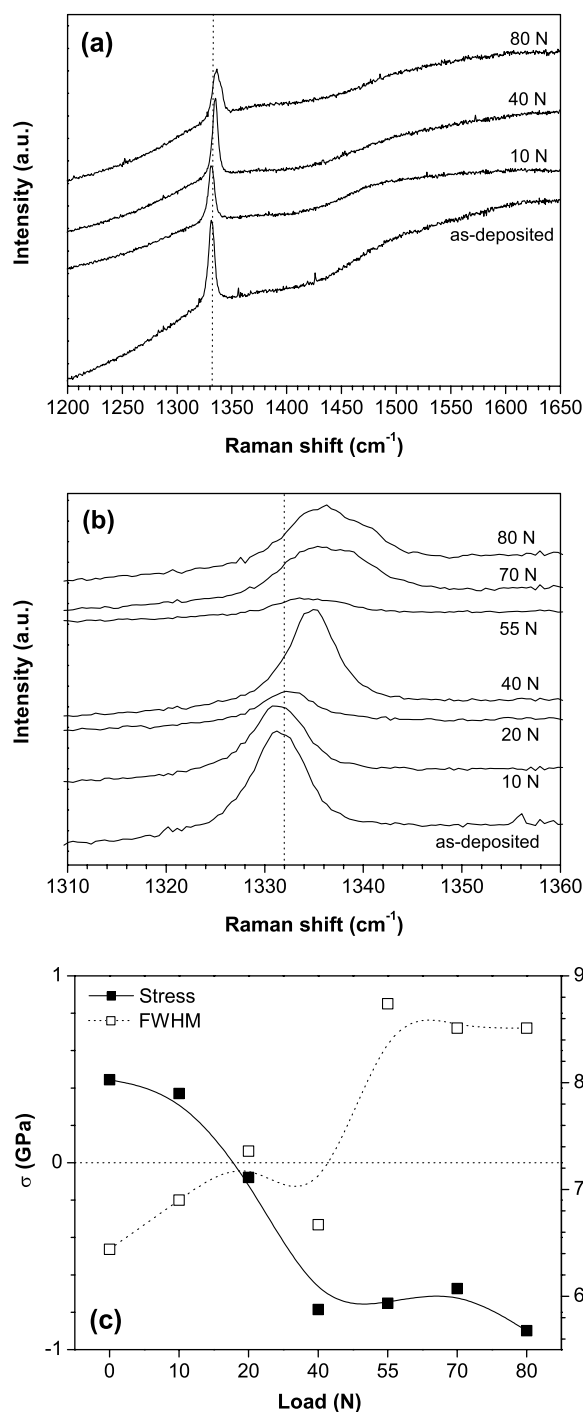 (a)
80 N
40 N
10 N
as-deposited
Intensity (a.u.)
1200 1250 1300 1350 1400 1450 1500 1550 1600 1650
Raman shift (cm⁻¹)
(b)
80 N
70 N
55 N
40 N
20 N
10 N
as-deposited
Intensity (a.u.)
1310 1320 1330 1340 1350 1360
Raman shift (cm⁻¹)
1
9
Stress
FWHM
8
σ (GPa)
0
7
6
(c)
-1
0 10 20 40 55 70 80
Load (N)